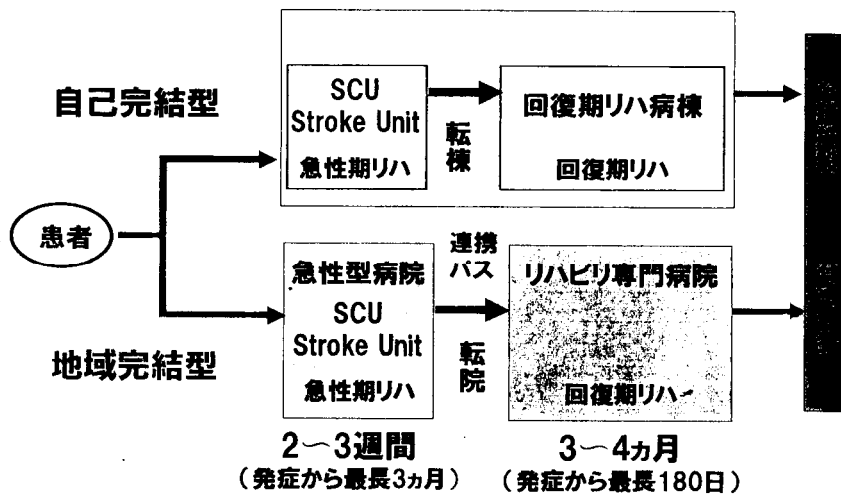 自己完結型
SCU
Stroke Unit
急性期リハ
転棟
回復期リハ病棟
回復期リハ
患者
地域完結型
急性型病院
SCU
Stroke Unit
急性期リハ
連携
パス
転院
リハビリ専門病院
回復期リハ
2〜3週間
（発症から最長3ヵ月）
3〜4ヵ月
（発症から最長180日）